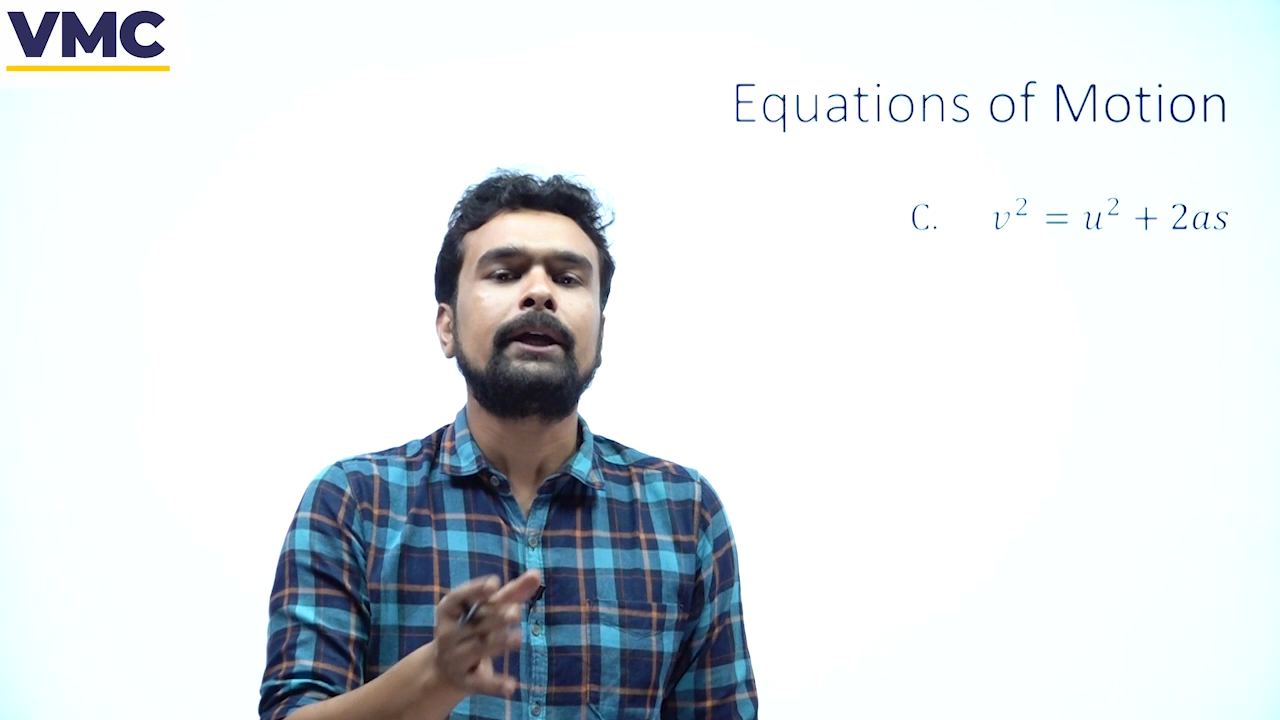 VMC
Equations of Motion
C. v² = u² + 2as